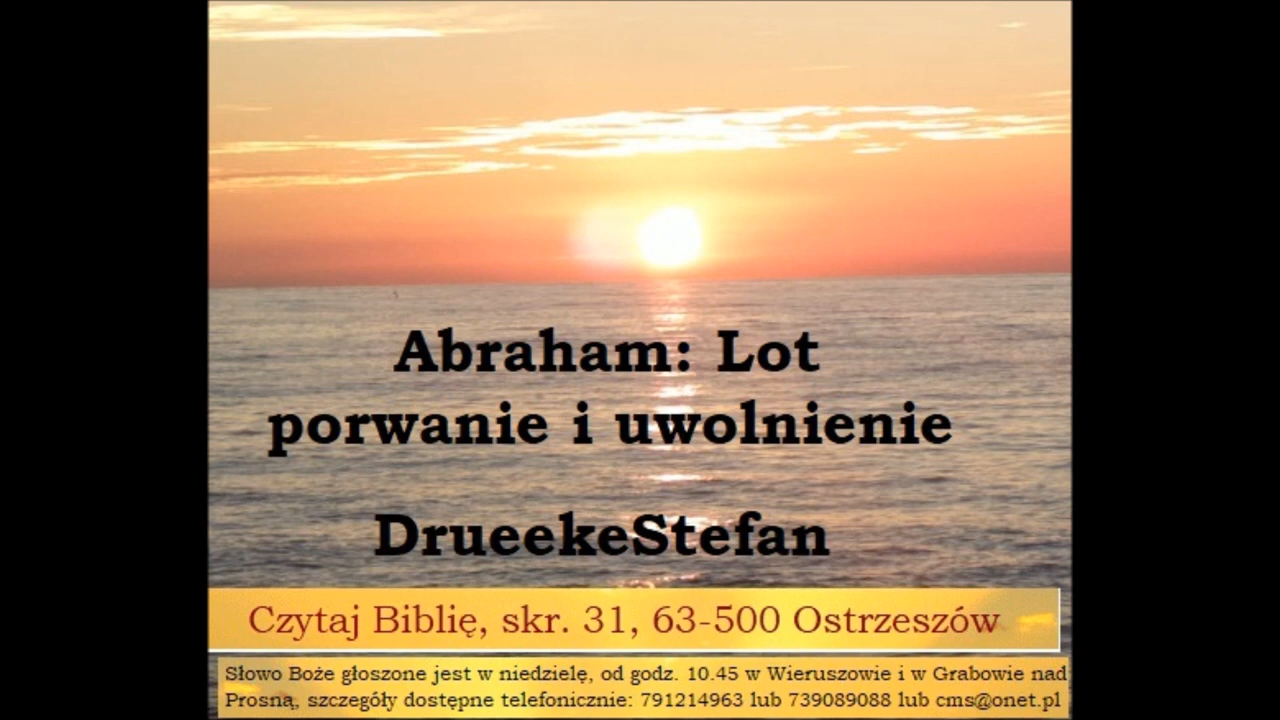 Abraham: Lot
porwanie i uwolnienie
DrueekeStefan
Czytaj Biblię, skr. 31, 63-500 Ostrzeszów
Słowo Boże głoszone jest w niedzielę, od godz. 10.45 w Wieruszowie i w Grabowie nad
Prosną, szczegóły dostępne telefonicznie: 791214963 lub 739089088 lub cms@onet.pl